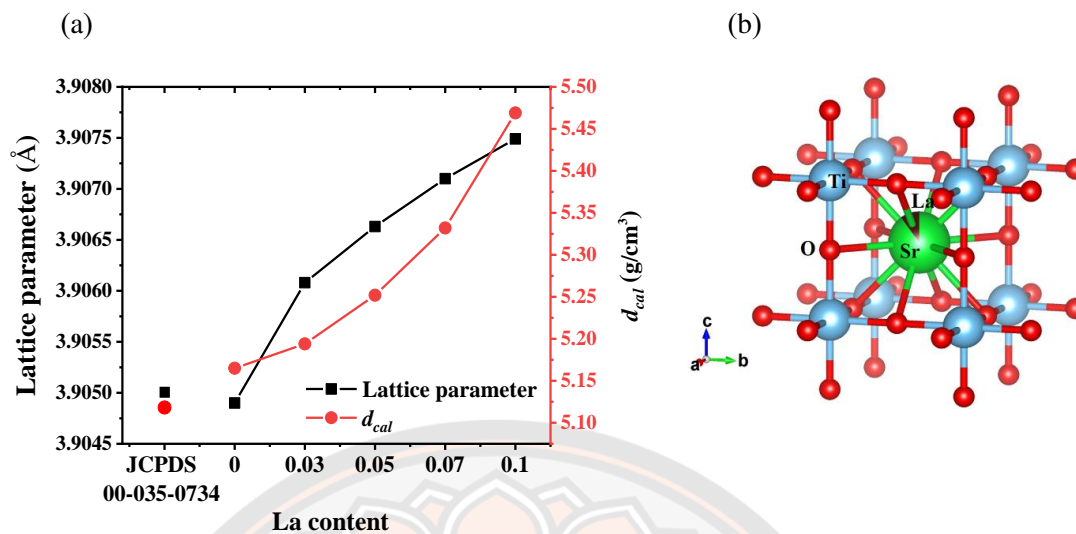 (a)
(b)
3.9080
3.9075
3.9070
3.9065
3.9060
3.9055
3.9050
3.9045
Lattice parameter (Å)
5.50
5.45
5.40
5.35
5.30
5.25
5.20
5.15
5.10
d_cal (g/cm³)
Lattice parameter
d_cal
JCPDS 0 0.03 0.05 0.07 0.1
00-035-0734
La content
Ti
La
O
Sr
c
a b